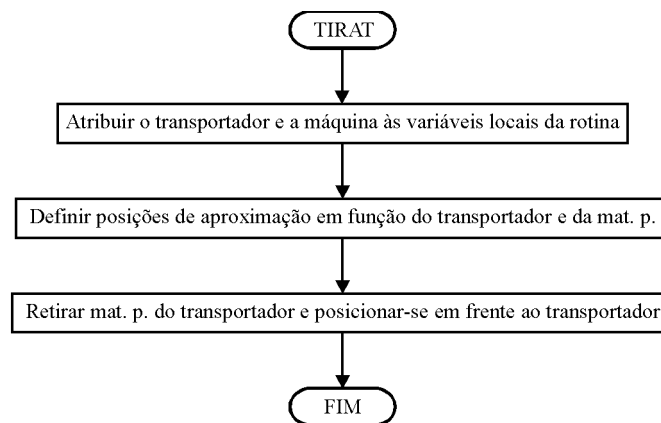 TIRAT
Atribuir o transportador e a máquina às variáveis locais da rotina
Definir posições de aproximação em função do transportador e da mat. p.
Retirar mat. p. do transportador e posicionar-se em frente ao transportador
FIM